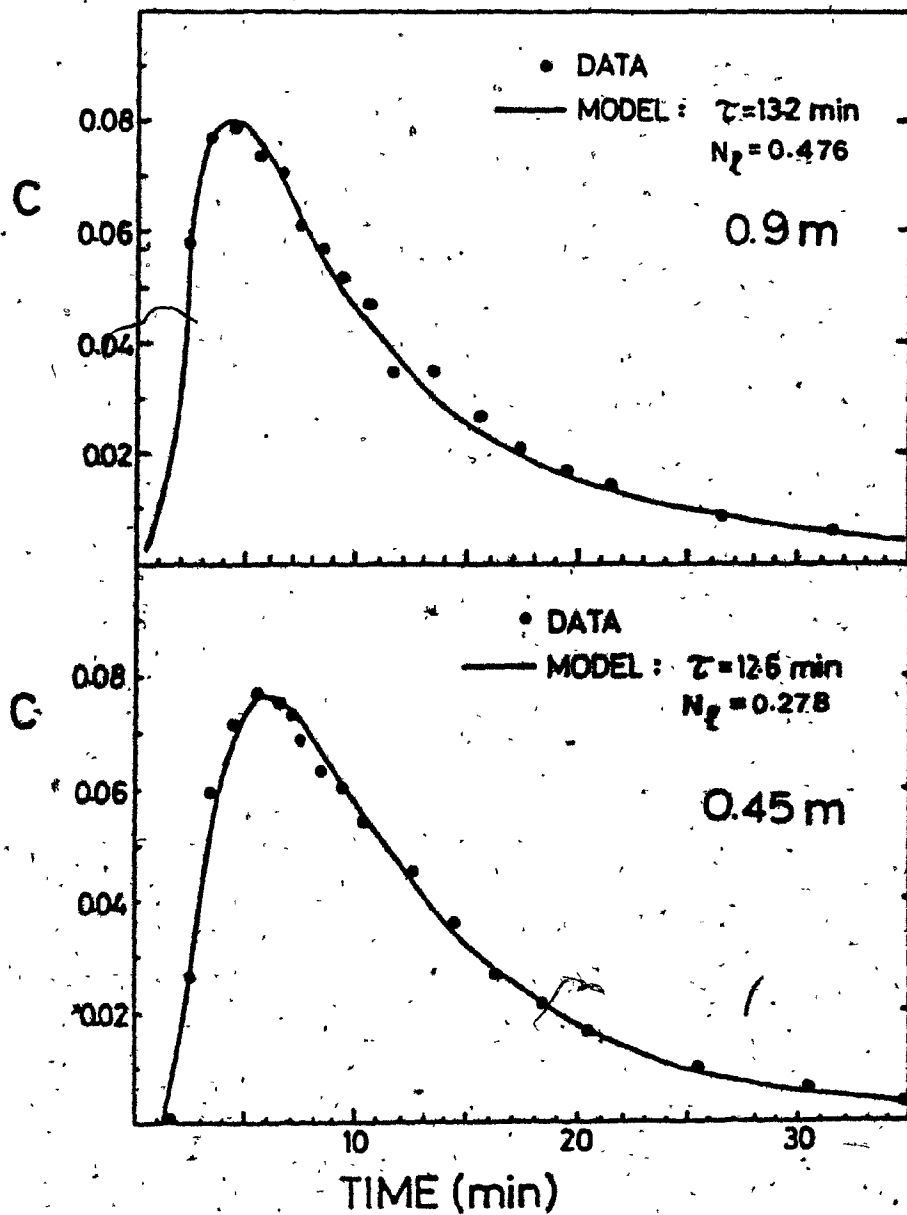 DATA
MODEL : τ=13.2 min
Nℓ = 0.476
0.9 m
C
0.08
0.06
0.04
0.02
DATA
MODEL : τ=12.6 min
Nℓ = 0.278
0.45 m
C
0.08
0.06
0.04
0.02
10 20 30
TIME (min)